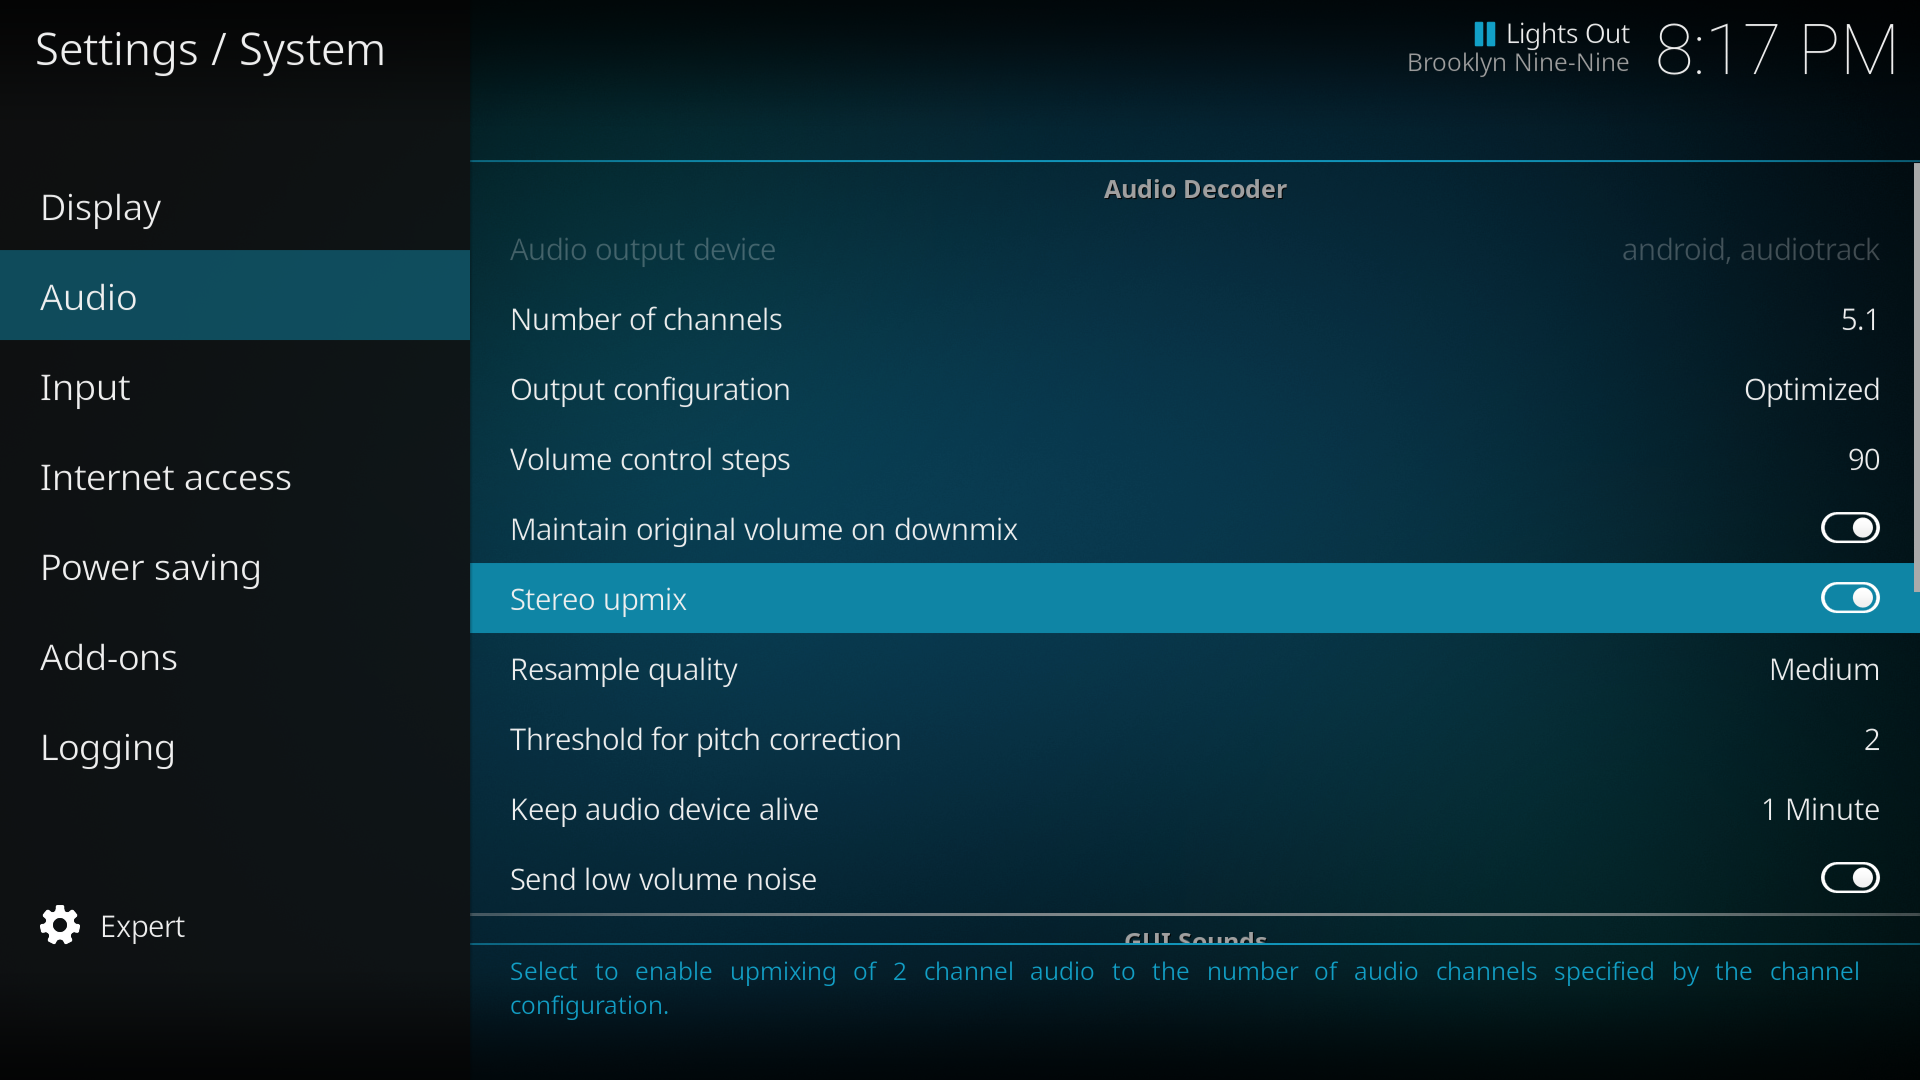 Settings / System
Lights Out
Brooklyn Nine-Nine
8:17 PM
Display
Audio
Input
Internet access
Power saving
Add-ons
Logging
Expert
Audio Decoder
Audio output device android, audiotrack
Number of channels 5.1
Output configuration Optimized
Volume control steps 90
Maintain original volume on downmix
Stereo upmix
Resample quality Medium
Threshold for pitch correction 2
Keep audio device alive 1 Minute
Send low volume noise
GUI Sounds
Select to enable upmixing of 2 channel audio to the number of audio channels specified by the channel
configuration.